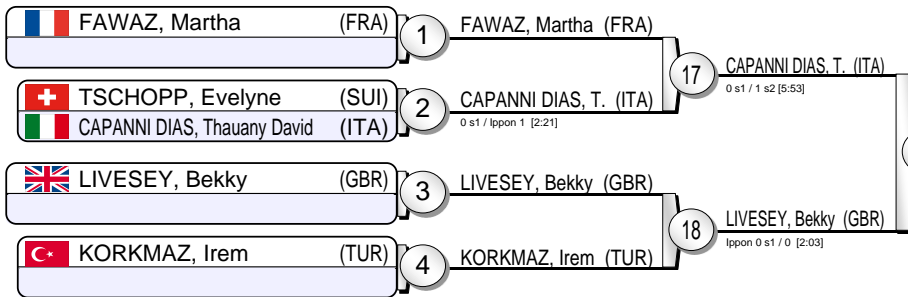 FAWAZ, Martha (FRA)
1
FAWAZ, Martha (FRA)
17
CAPANNI DIAS, T. (ITA)
0 s1 / 1 s2 [5:53]
TSCHOPP, Evelyne (SUI)
CAPANNI DIAS, Thauany David (ITA)
2
CAPANNI DIAS, T. (ITA)
0 s1 / Ippon 1 [2:21]
LIVESEY, Bekky (GBR)
3
LIVESEY, Bekky (GBR)
18
LIVESEY, Bekky (GBR)
Ippon 0 s1 / 0 [2:03]
KORKMAZ, Irem (TUR)
4
KORKMAZ, Irem (TUR)